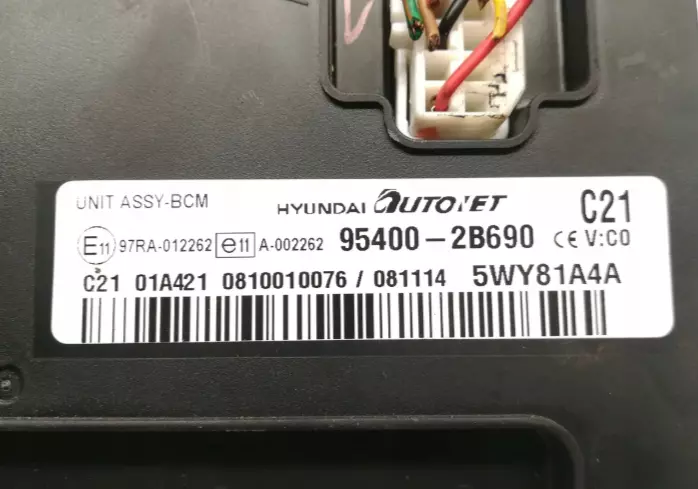 UNIT ASSY-BCM HYUNDAI AUTONET C21
E11 97RA-012262 e11 A-002262 95400-2B690 CE V:C0
C21 01A421 0810010076 / 081114 5WY81A4A